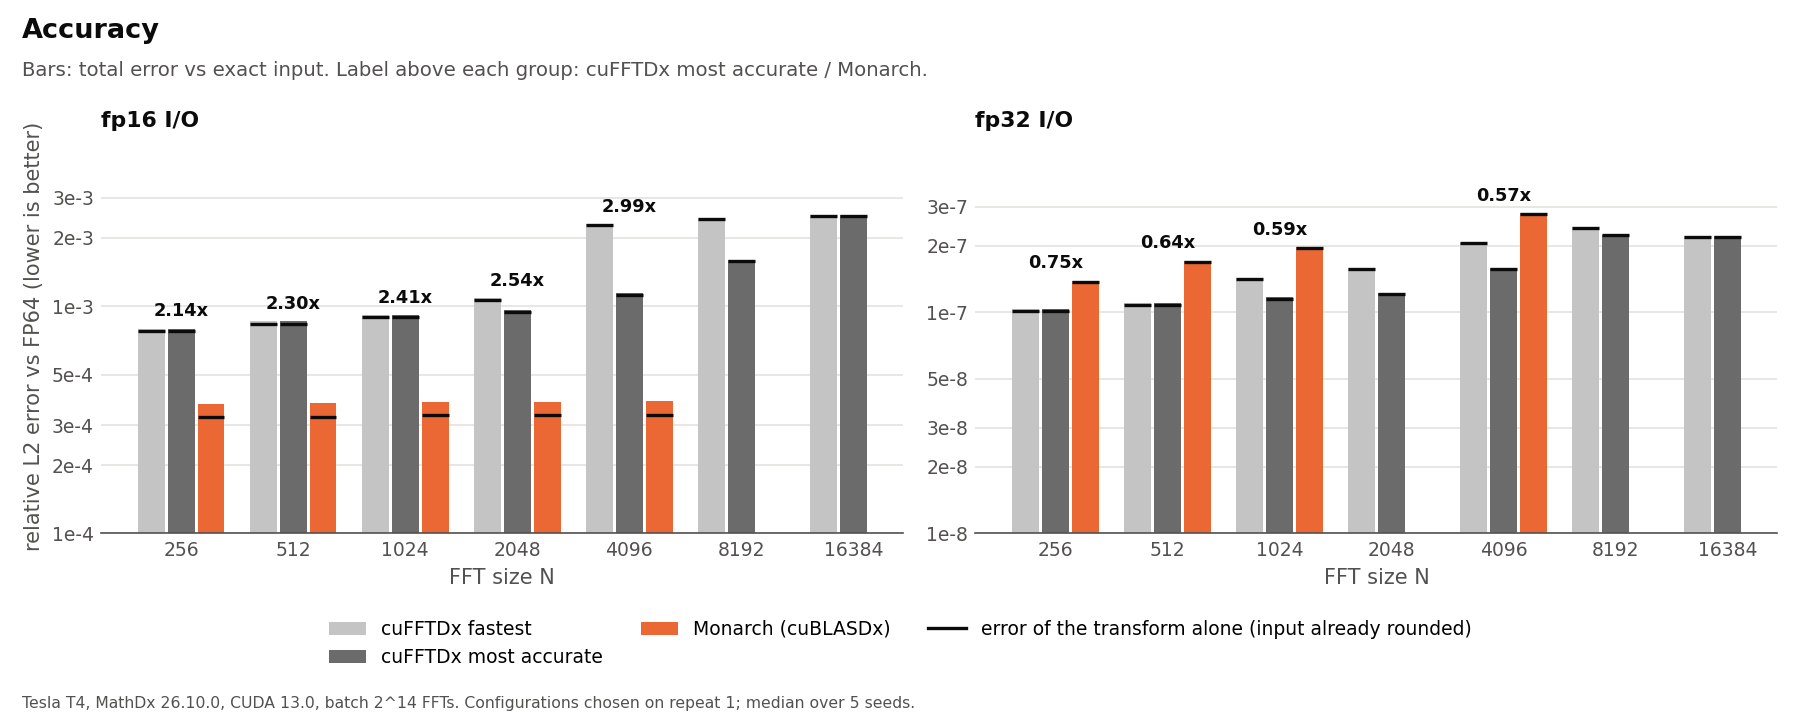 Accuracy
Bars: total error vs exact input. Label above each group: cuFFTDx most accurate / Monarch.
fp16 I/O
relative L2 error vs FP64 (lower is better)
3e-3
2e-3
1e-3
5e-4
3e-4
2e-4
1e-4
2.14x
2.30x
2.41x
2.54x
2.99x
256 512 1024 2048 4096 8192 16384
FFT size N
fp32 I/O
3e-7
2e-7
1e-7
5e-8
3e-8
2e-8
1e-8
0.75x
0.64x
0.59x
0.57x
256 512 1024 2048 4096 8192 16384
FFT size N
cuFFTDx fastest
cuFFTDx most accurate
Monarch (cuBLASDx)
error of the transform alone (input already rounded)
Tesla T4, MathDx 26.10.0, CUDA 13.0, batch 2^14 FFTs. Configurations chosen on repeat 1; median over 5 seeds.